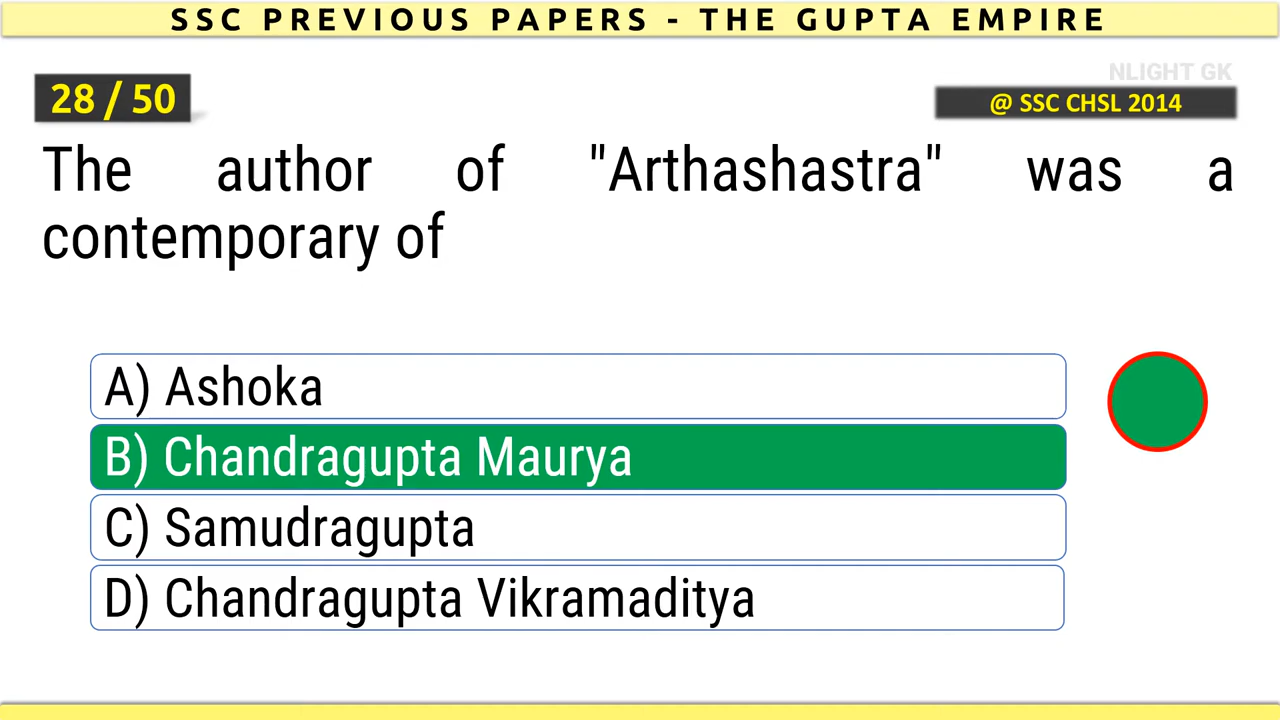 SSC PREVIOUS PAPERS - THE GUPTA EMPIRE
NLIGHT GK
28 / 50
@ SSC CHSL 2014
The author of "Arthashastra" was a
contemporary of
A) Ashoka
B) Chandragupta Maurya
C) Samudragupta
D) Chandragupta Vikramaditya